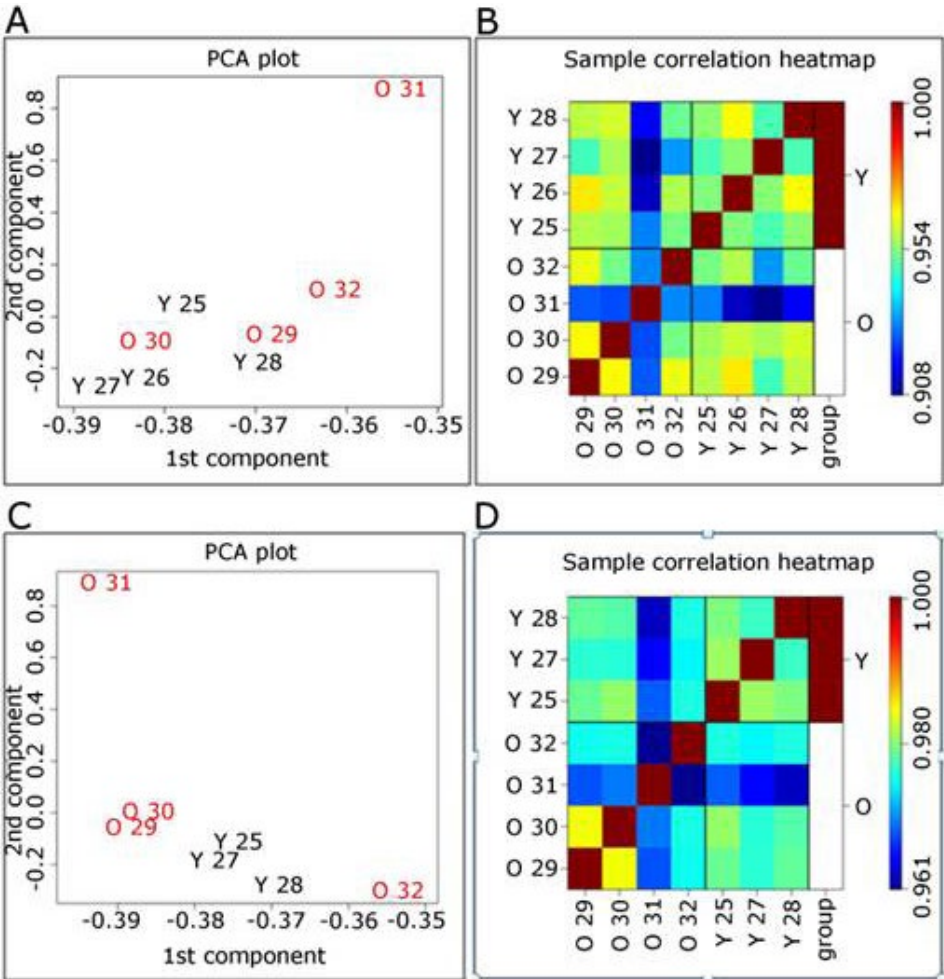 A
PCA plot
2nd component
0.8
0.6
0.4
0.2
0.0
-0.2
O 31
O 32
Y 25
O 30
O 29
Y 28
Y 27
Y 26
-0.39 -0.38 -0.37 -0.36 -0.35
1st component
B
Sample correlation heatmap
Y 28
Y 27
Y 26
Y 25
O 32
O 31
O 30
O 29
O 29 O 30 O 31 O 32 Y 25 Y 26 Y 27 Y 28 group
Y
O
1.000
0.954
0.908
C
PCA plot
2nd component
0.8
0.6
0.4
0.2
0.0
-0.2
O 31
O 30
O 29
Y 25
Y 27
Y 28
O 32
-0.39 -0.38 -0.37 -0.36 -0.35
1st component
D
Sample correlation heatmap
Y 28
Y 27
Y 25
O 32
O 31
O 30
O 29
O 29 O 30 O 31 O 32 Y 25 Y 27 Y 28 group
Y
O
1.000
0.980
0.961